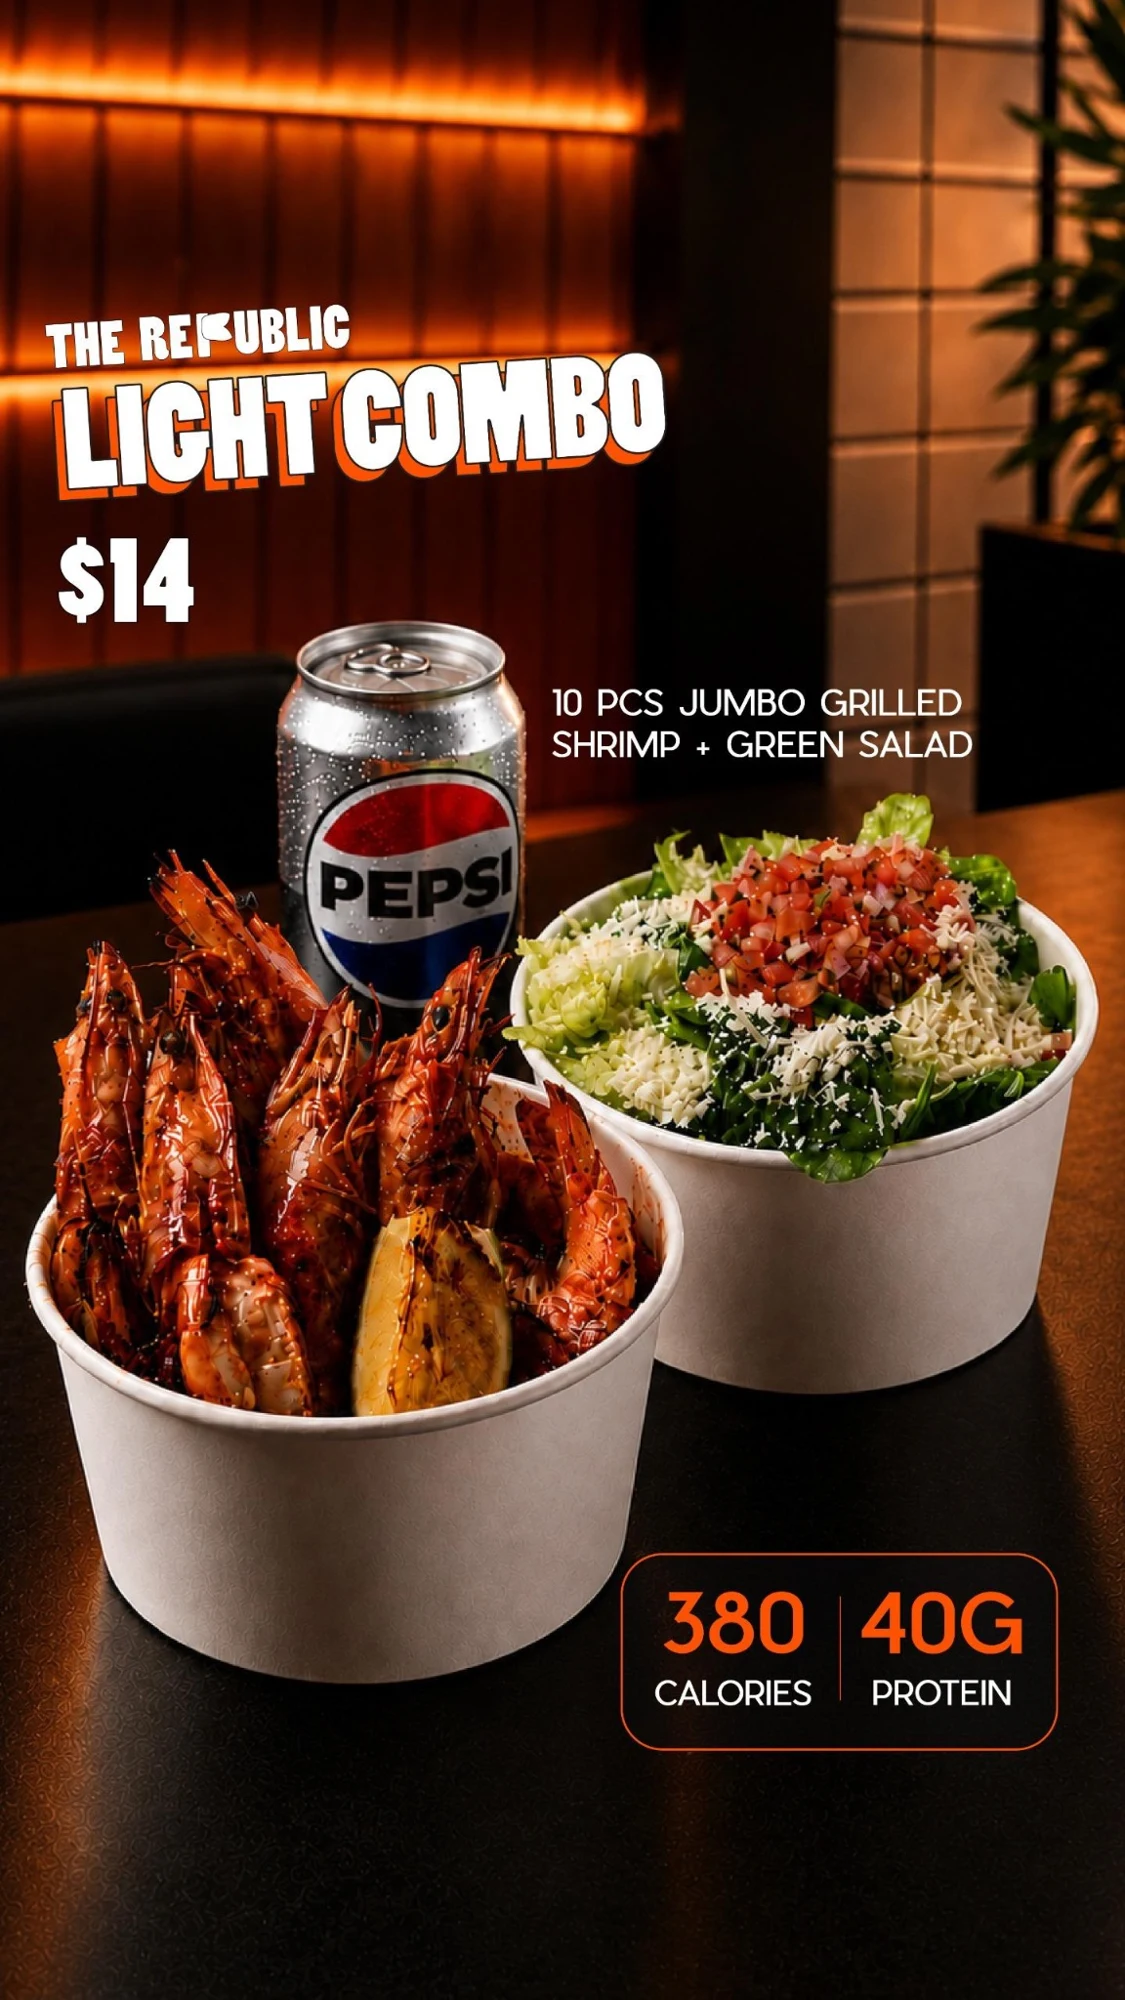 THE REPUBLIC
LIGHT COMBO
$14
10 PCS JUMBO GRILLED
SHRIMP + GREEN SALAD
PEPSI
380
CALORIES
40G
PROTEIN